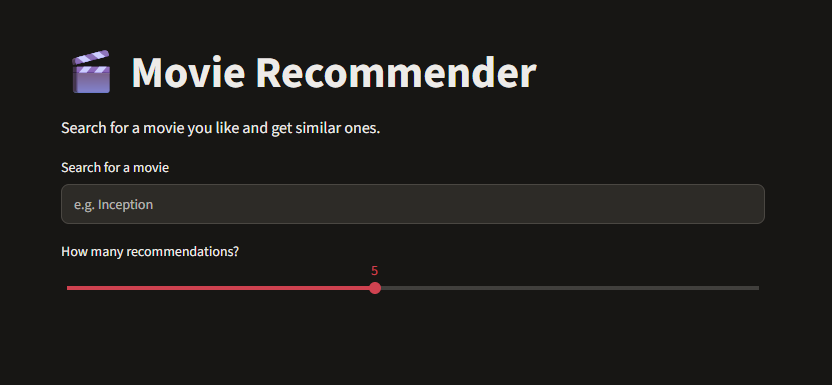 Movie Recommender
Search for a movie you like and get similar ones.
Search for a movie
e.g. Inception
How many recommendations?
5